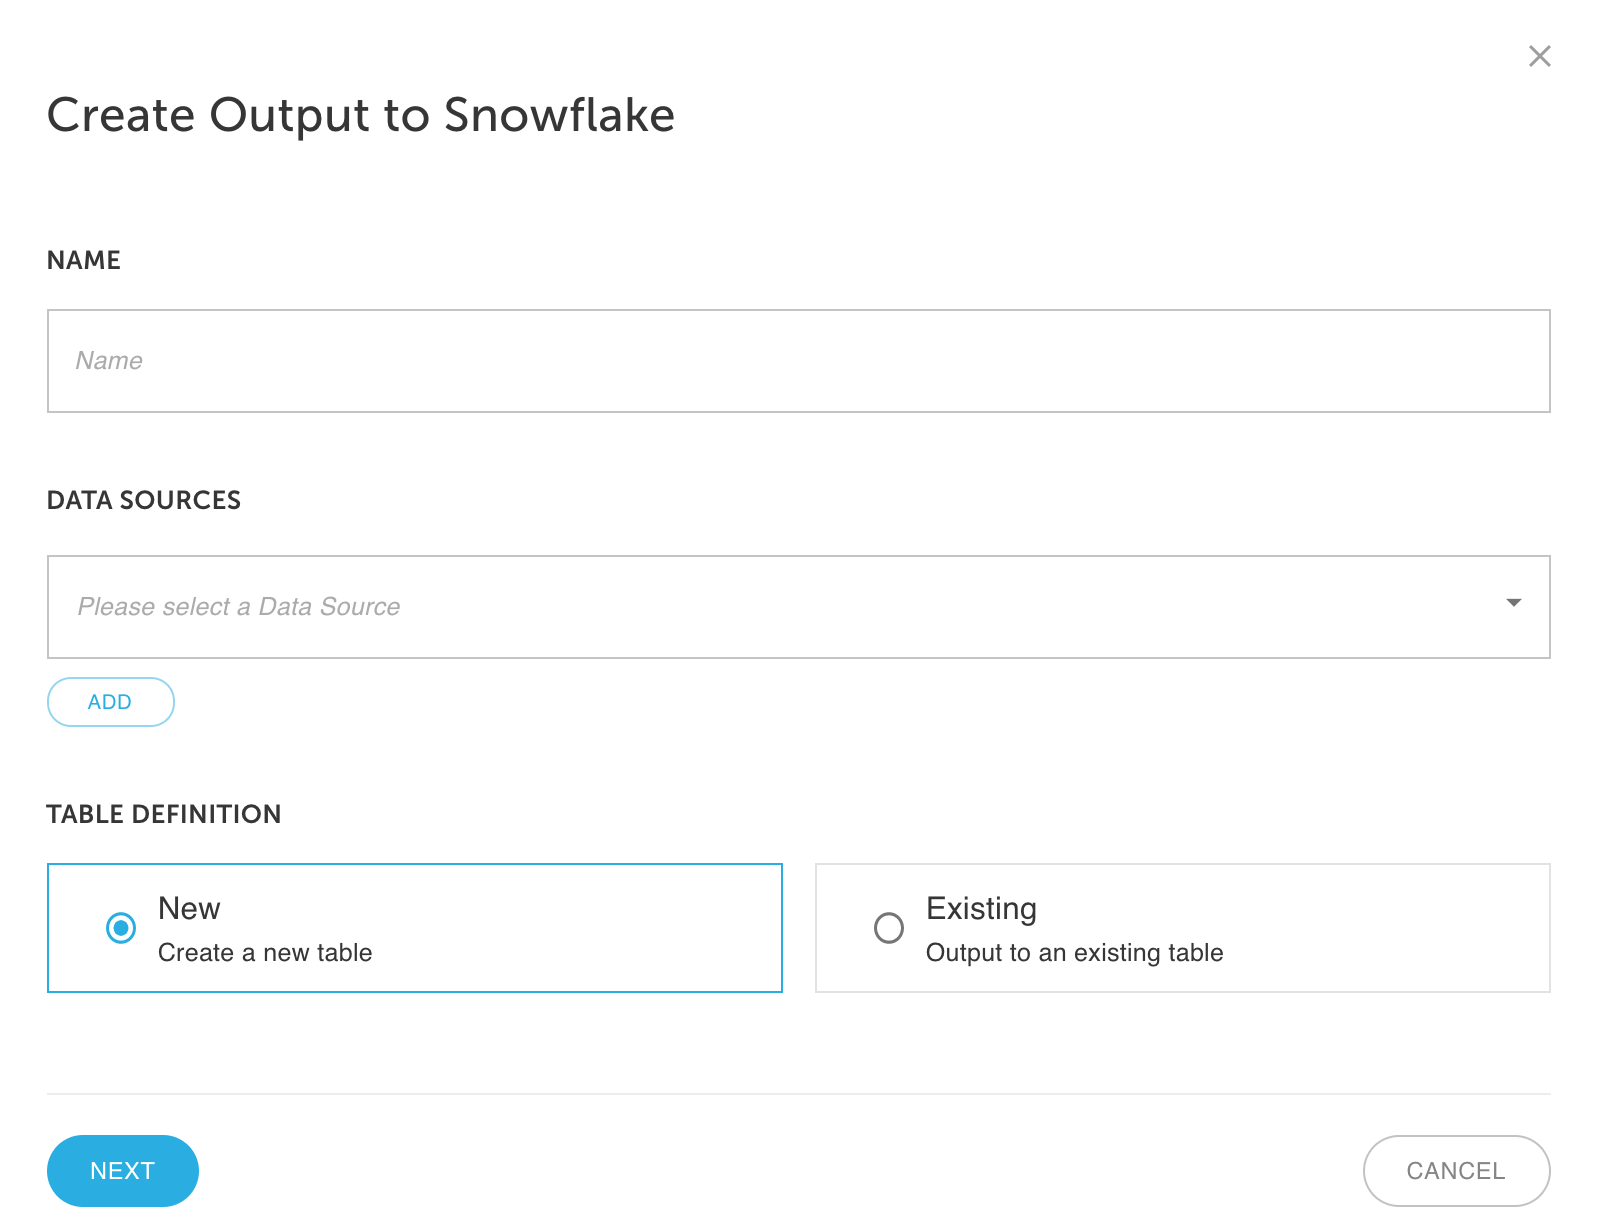 Create Output to Snowflake
NAME
Name
DATA SOURCES
Please select a Data Source
ADD
TABLE DEFINITION
New
Create a new table
Existing
Output to an existing table
NEXT
CANCEL